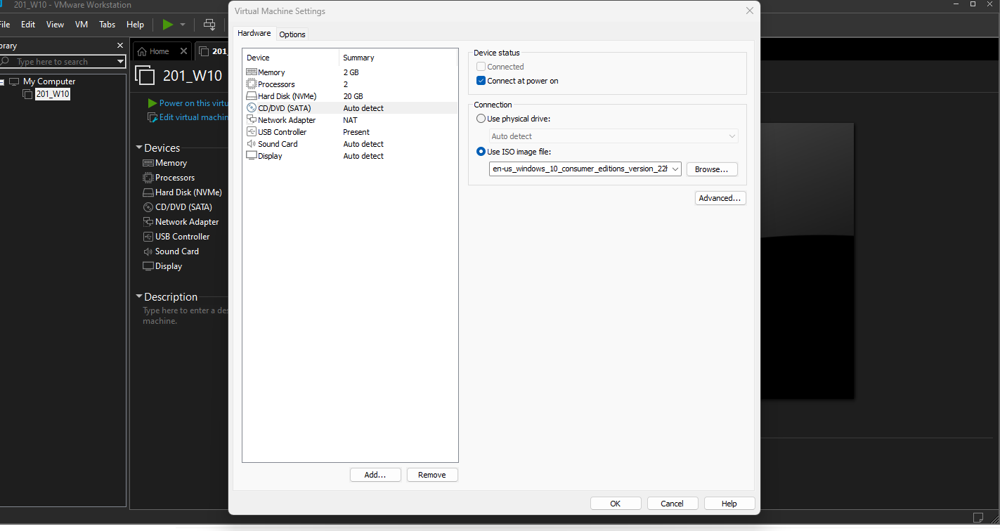 201_W10 - VMware Workstation
File Edit View VM Tabs Help
Library
Type here to search
My Computer
201_W10
Home
201_
201_W10
Power on this virtu
Edit virtual machin
Devices
Memory
Processors
Hard Disk (NVMe)
CD/DVD (SATA)
Network Adapter
USB Controller
Sound Card
Display
Description
Type here to enter a des
machine.
Virtual Machine Settings
Hardware Options
Device Summary
Memory 2 GB
Processors 2
Hard Disk (NVMe) 20 GB
CD/DVD (SATA) Auto detect
Network Adapter NAT
USB Controller Present
Sound Card Auto detect
Display Auto detect
Add... Remove
Device status
Connected
Connect at power on
Connection
Use physical drive:
Auto detect
Use ISO image file:
en-us_windows_10_consumer_editions_version_22h Browse...
Advanced...
OK Cancel Help